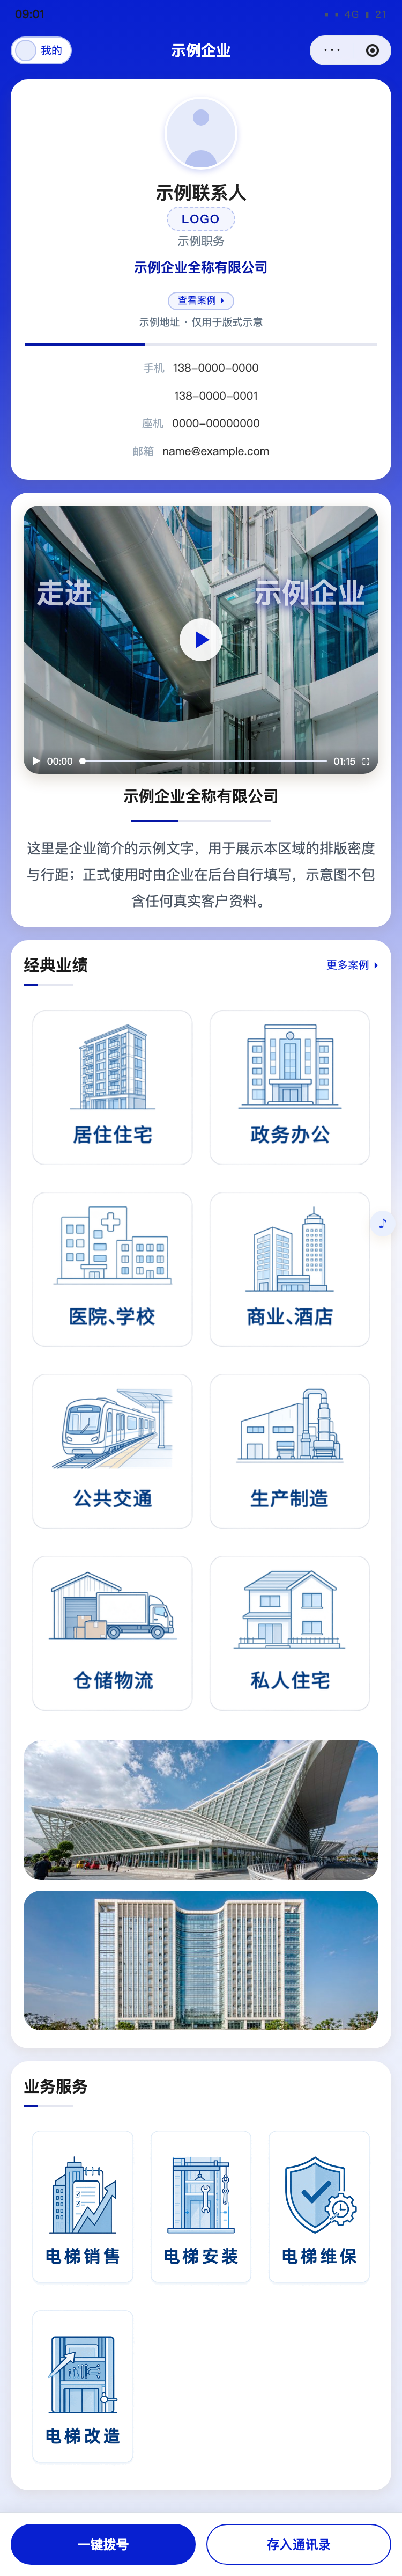 09:01
4G 21
我的
示例企业
示例联系人
LOGO
示例职务
示例企业全称有限公司
查看案例
示例地址 · 仅用于版式示意
手机 138-0000-0000
138-0000-0001
座机 0000-00000000
邮箱 name@example.com
走进 示例企业
00:00 01:15
示例企业全称有限公司
这里是企业简介的示例文字，用于展示本区域的排版密度
与行距；正式使用时由企业在后台自行填写，示意图不包
含任何真实客户资料。
经典业绩
更多案例
居住住宅
政务办公
医院、学校
商业、酒店
公共交通
生产制造
仓储物流
私人住宅
业务服务
电梯销售
电梯安装
电梯维保
电梯改造
一键拨号
存入通讯录